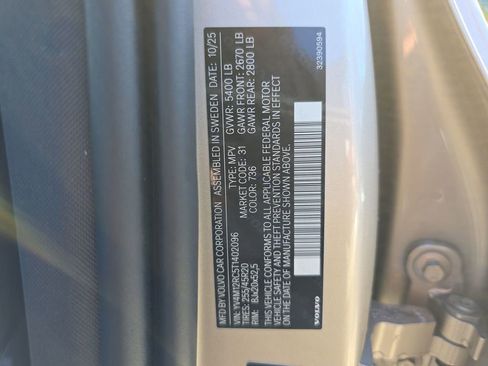 MFD BY VOLVO CAR CORPORATION ASSEMBLED IN SWEDEN DATE: 10/25
VIN: YV4M12RC5T1402096 TYPE: MPV GVWR: 5400 LB
TIRES: 255/45R20 MARKET CODE: 31 GAWR FRONT: 2670 LB
RIM: 8Jx20x52,5 COLOR: 736 GAWR REAR: 2800 LB
THIS VEHICLE CONFORMS TO ALL APPLICABLE FEDERAL MOTOR
VEHICLE SAFETY AND THEFT PREVENTION STANDARDS IN EFFECT
ON THE DATE OF MANUFACTURE SHOWN ABOVE.
VOLVO
32390594